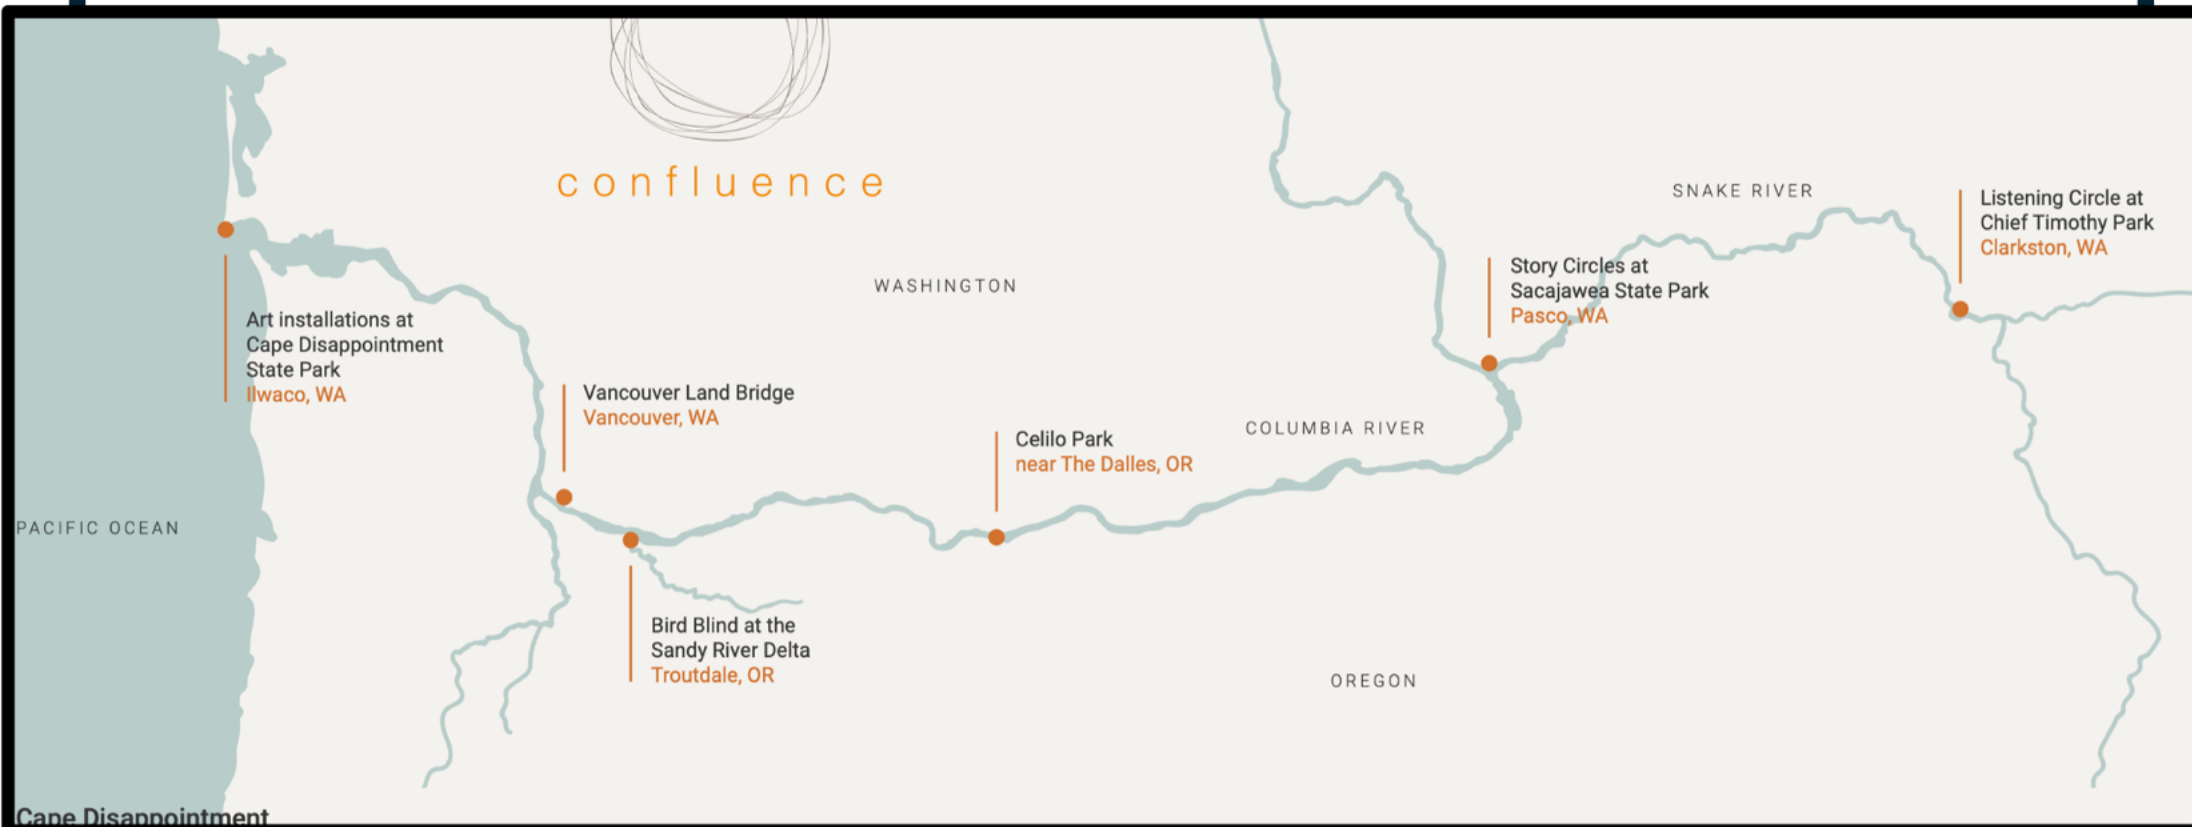 confluence
SNAKE RIVER
Listening Circle at
Chief Timothy Park
Clarkston, WA
WASHINGTON
Story Circles at
Sacajawea State Park
Pasco, WA
Art installations at
Cape Disappointment
State Park
Ilwaco, WA
Vancouver Land Bridge
Vancouver, WA
COLUMBIA RIVER
Celilo Park
near The Dalles, OR
PACIFIC OCEAN
Bird Blind at the
Sandy River Delta
Troutdale, OR
OREGON
Cape Disappointment